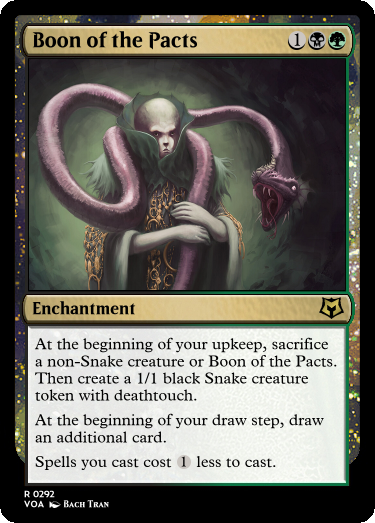 Boon of the Pacts 1
Enchantment
At the beginning of your upkeep, sacrifice
a non-Snake creature or Boon of the Pacts.
Then create a 1/1 black Snake creature
token with deathtouch.
At the beginning of your draw step, draw
an additional card.
Spells you cast cost 1 less to cast.
R 0292
VOA Bach Tran